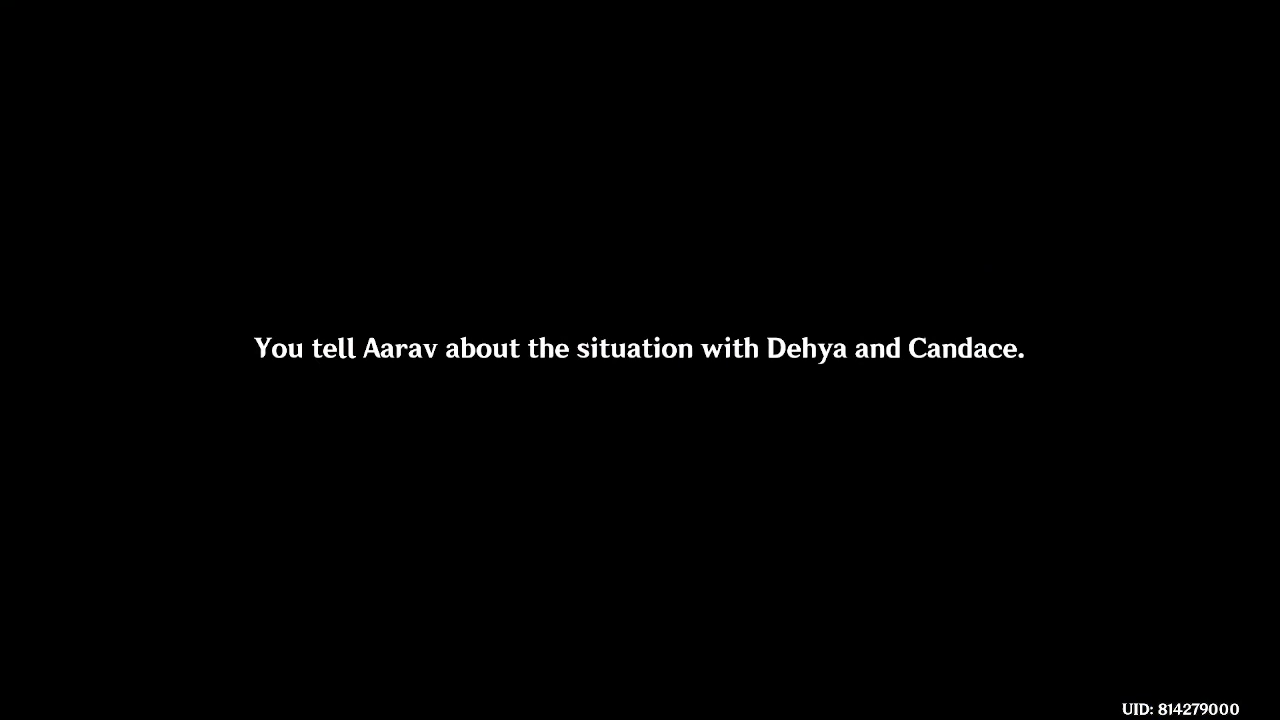 You tell Aarav about the situation with Dehya and Candace.
UID: 814279000